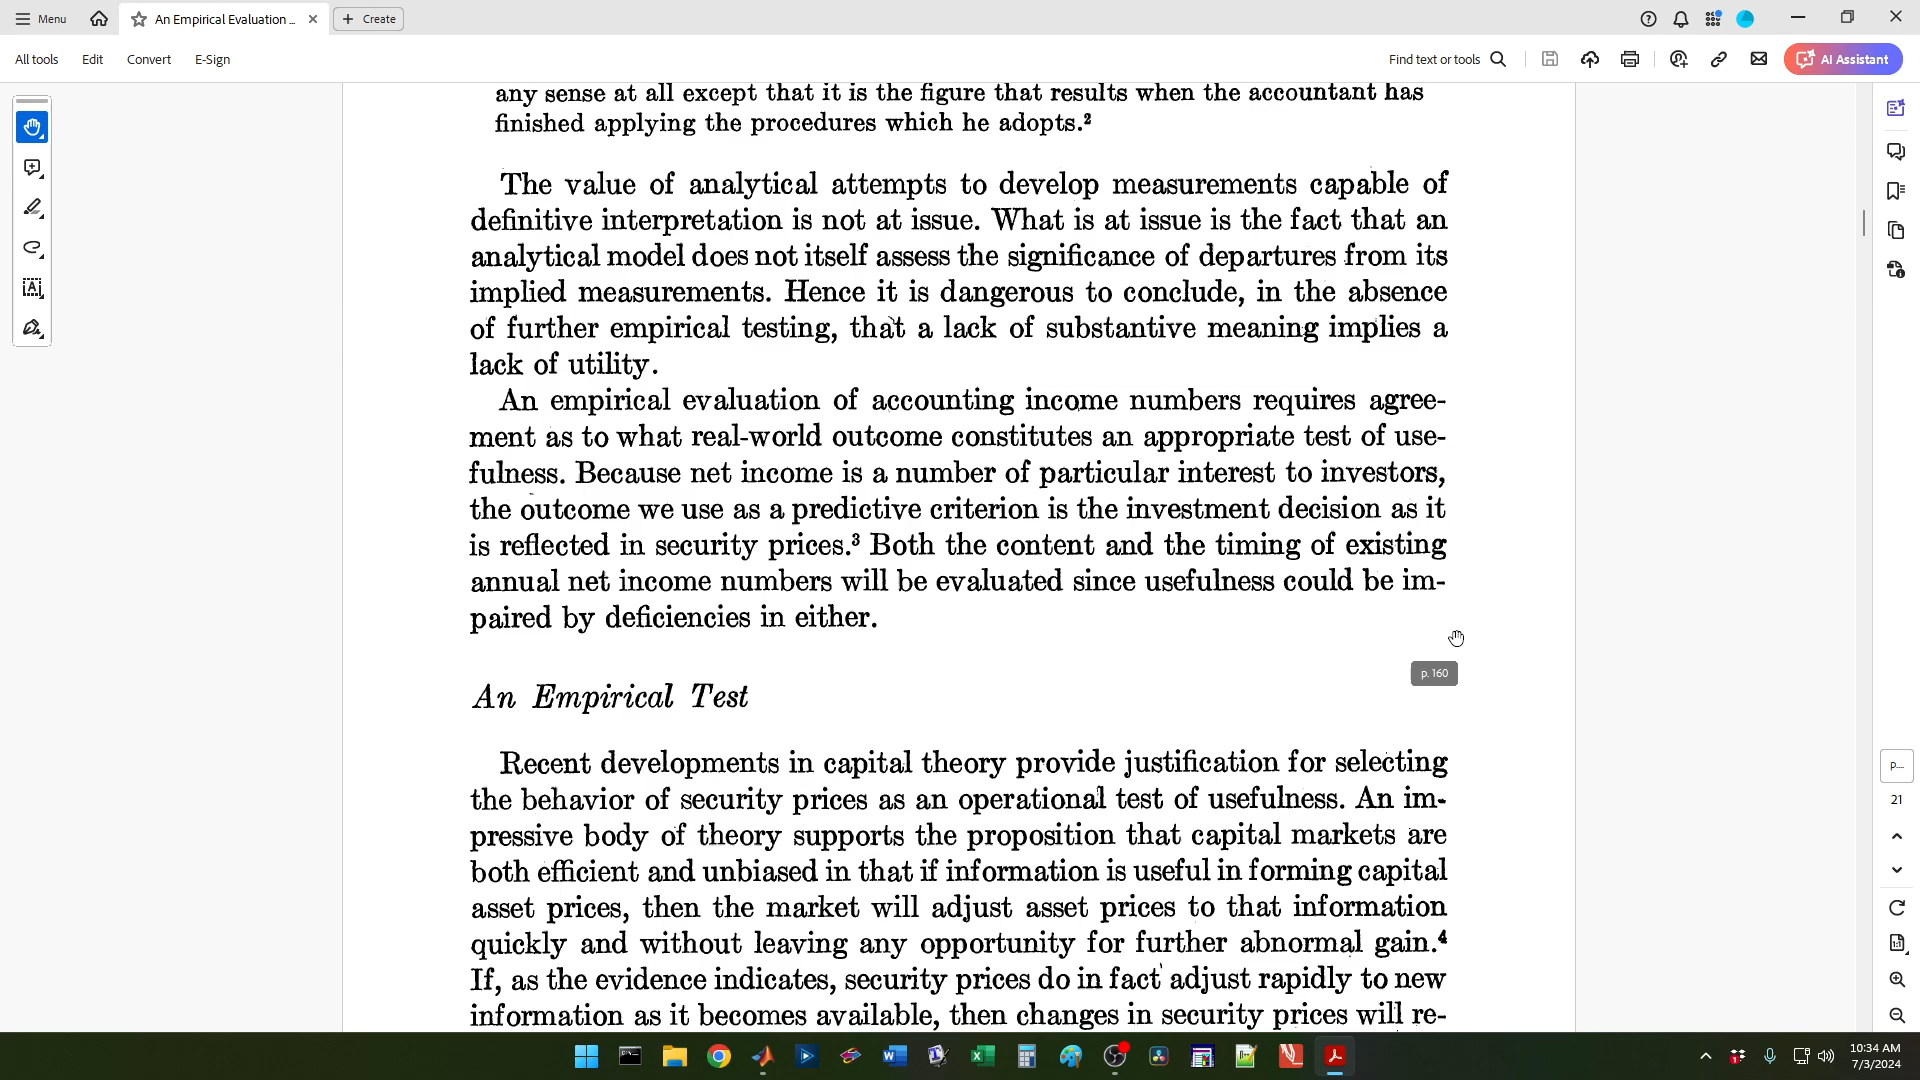 Menu
An Empirical Evaluation ...
Create
All tools
Edit
Convert
E-Sign
Find text or tools
AI Assistant
any sense at all except that it is the figure that results when the accountant has
finished applying the procedures which he adopts.²
The value of analytical attempts to develop measurements capable of
definitive interpretation is not at issue. What is at issue is the fact that an
analytical model does not itself assess the significance of departures from its
implied measurements. Hence it is dangerous to conclude, in the absence
of further empirical testing, that a lack of substantive meaning implies a
lack of utility.
An empirical evaluation of accounting income numbers requires agree-
ment as to what real-world outcome constitutes an appropriate test of use-
fulness. Because net income is a number of particular interest to investors,
the outcome we use as a predictive criterion is the investment decision as it
is reflected in security prices.³ Both the content and the timing of existing
annual net income numbers will be evaluated since usefulness could be im-
paired by deficiencies in either.
p. 160
An Empirical Test
Recent developments in capital theory provide justification for selecting
the behavior of security prices as an operational test of usefulness. An im-
pressive body of theory supports the proposition that capital markets are
both efficient and unbiased in that if information is useful in forming capital
asset prices, then the market will adjust asset prices to that information
quickly and without leaving any opportunity for further abnormal gain.⁴
If, as the evidence indicates, security prices do in fact adjust rapidly to new
information as it becomes available, then changes in security prices will re-
P...
21
10:34 AM
7/3/2024